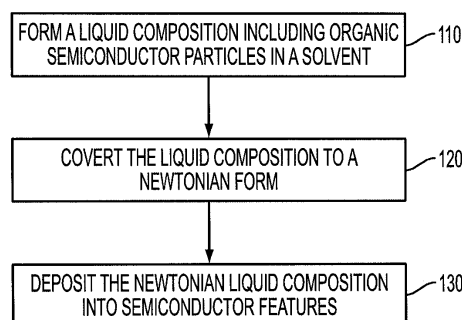 FORM A LIQUID COMPOSITION INCLUDING ORGANIC
SEMICONDUCTOR PARTICLES IN A SOLVENT
110
COVERT THE LIQUID COMPOSITION TO A
NEWTONIAN FORM
120
DEPOSIT THE NEWTONIAN LIQUID COMPOSITION
INTO SEMICONDUCTOR FEATURES
130